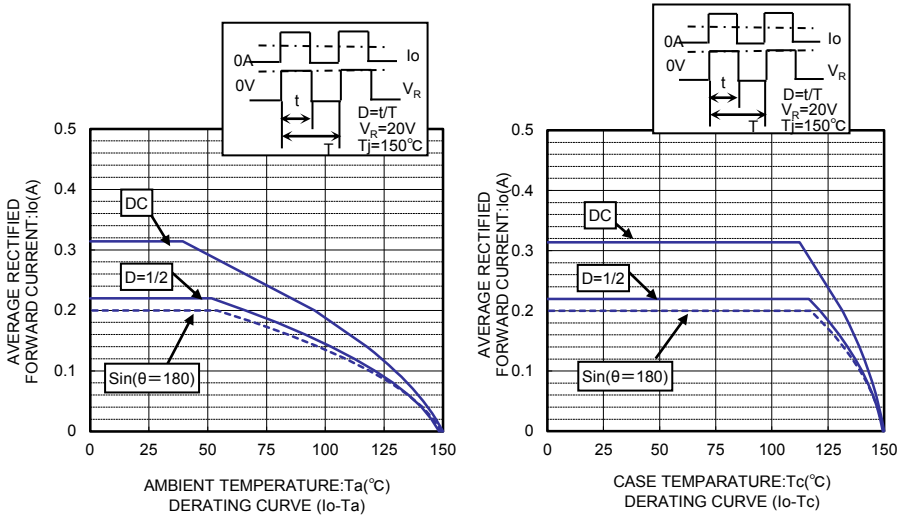 0A
Io
0V
VR
t
D=t/T
VR=20V
T
Tj=150℃
0.5
0.4
0.3
0.2
0.1
0
DC
D=1/2
Sin(θ=180)
AVERAGE RECTIFIED
FORWARD CURRENT:Io(A)
0 25 50 75 100 125 150
AMBIENT TEMPERATURE:Ta(℃)
DERATING CURVE (Io-Ta)
0A
Io
0V
VR
t
D=t/T
VR=20V
T
Tj=150℃
0.5
0.4
0.3
0.2
0.1
0
DC
D=1/2
Sin(θ=180)
AVERAGE RECTIFIED
FORWARD CURRENT:Io(A)
0 25 50 75 100 125 150
CASE TEMPARATURE:Tc(℃)
DERATING CURVE (Io-Tc)